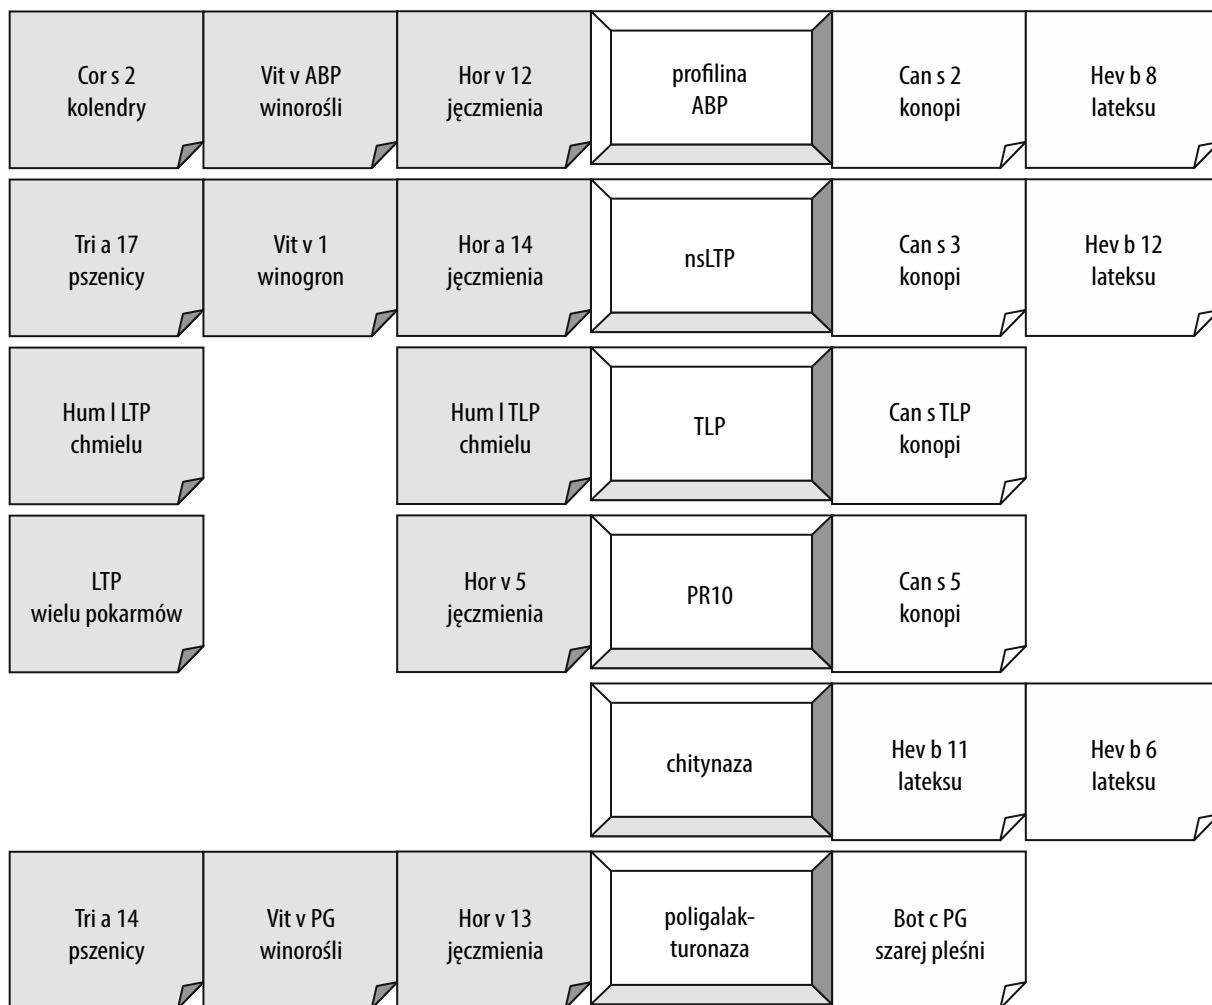 Cor s 2
kolendry
Vit v ABP
winorośli
Hor v 12
jęczmienia
profilina
ABP
Can s 2
konopi
Hev b 8
lateksu
Tri a 17
pszenicy
Vit v 1
winogron
Hor a 14
jęczmienia
nsLTP
Can s 3
konopi
Hev b 12
lateksu
Hum l LTP
chmielu
Hum l TLP
chmielu
TLP
Can s TLP
konopi
LTP
wielu pokarmów
Hor v 5
jęczmienia
PR10
Can s 5
konopi
chitynaza
Hev b 11
lateksu
Hev b 6
lateksu
Tri a 14
pszenicy
Vit v PG
winorośli
Hor v 13
jęczmienia
poligalak-
turonaza
Bot c PG
szarej pleśni